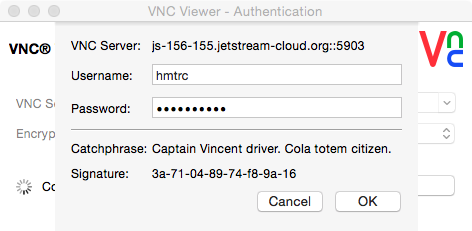 VNC Viewer - Authentication
VNC®
VNC Server: js-156-155.jetstream-cloud.org::5903
Username: hmtrc
Password: ••••••••••
VNC Se
Encryp
Catchphrase: Captain Vincent driver. Cola totem citizen.
Signature: 3a-71-04-89-74-f8-9a-16
Co
Cancel OK